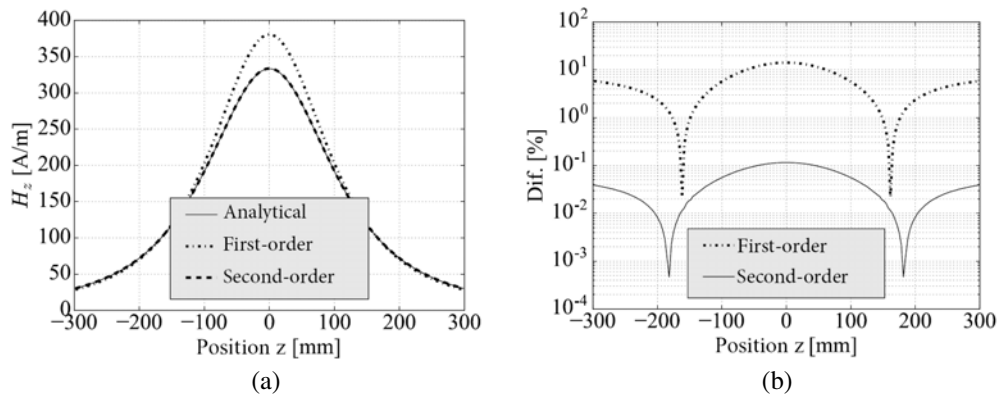 400
350
300
250
200
150
100
50
0
H_z [A/m]
Analytical
First-order
Second-order
−300 −200 −100 0 100 200 300
Position z [mm]
(a)
10^2
10^1
10^0
10^-1
10^-2
10^-3
10^-4
Dif. [%]
First-order
Second-order
−300 −200 −100 0 100 200 300
Position z [mm]
(b)